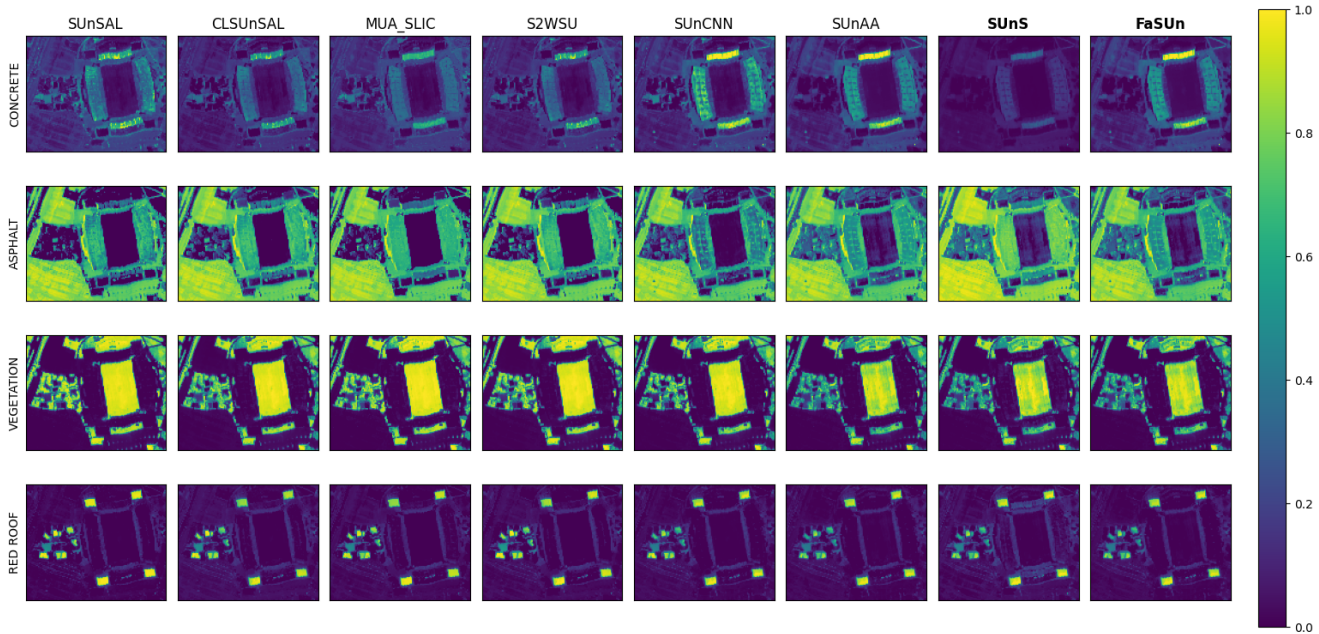 SUnSAL CLSUnSAL MUA_SLIC S2WSU SUnCNN SUnAA SUnS FaSUn
CONCRETE
ASPHALT
VEGETATION
RED ROOF
1.0
0.8
0.6
0.4
0.2
0.0